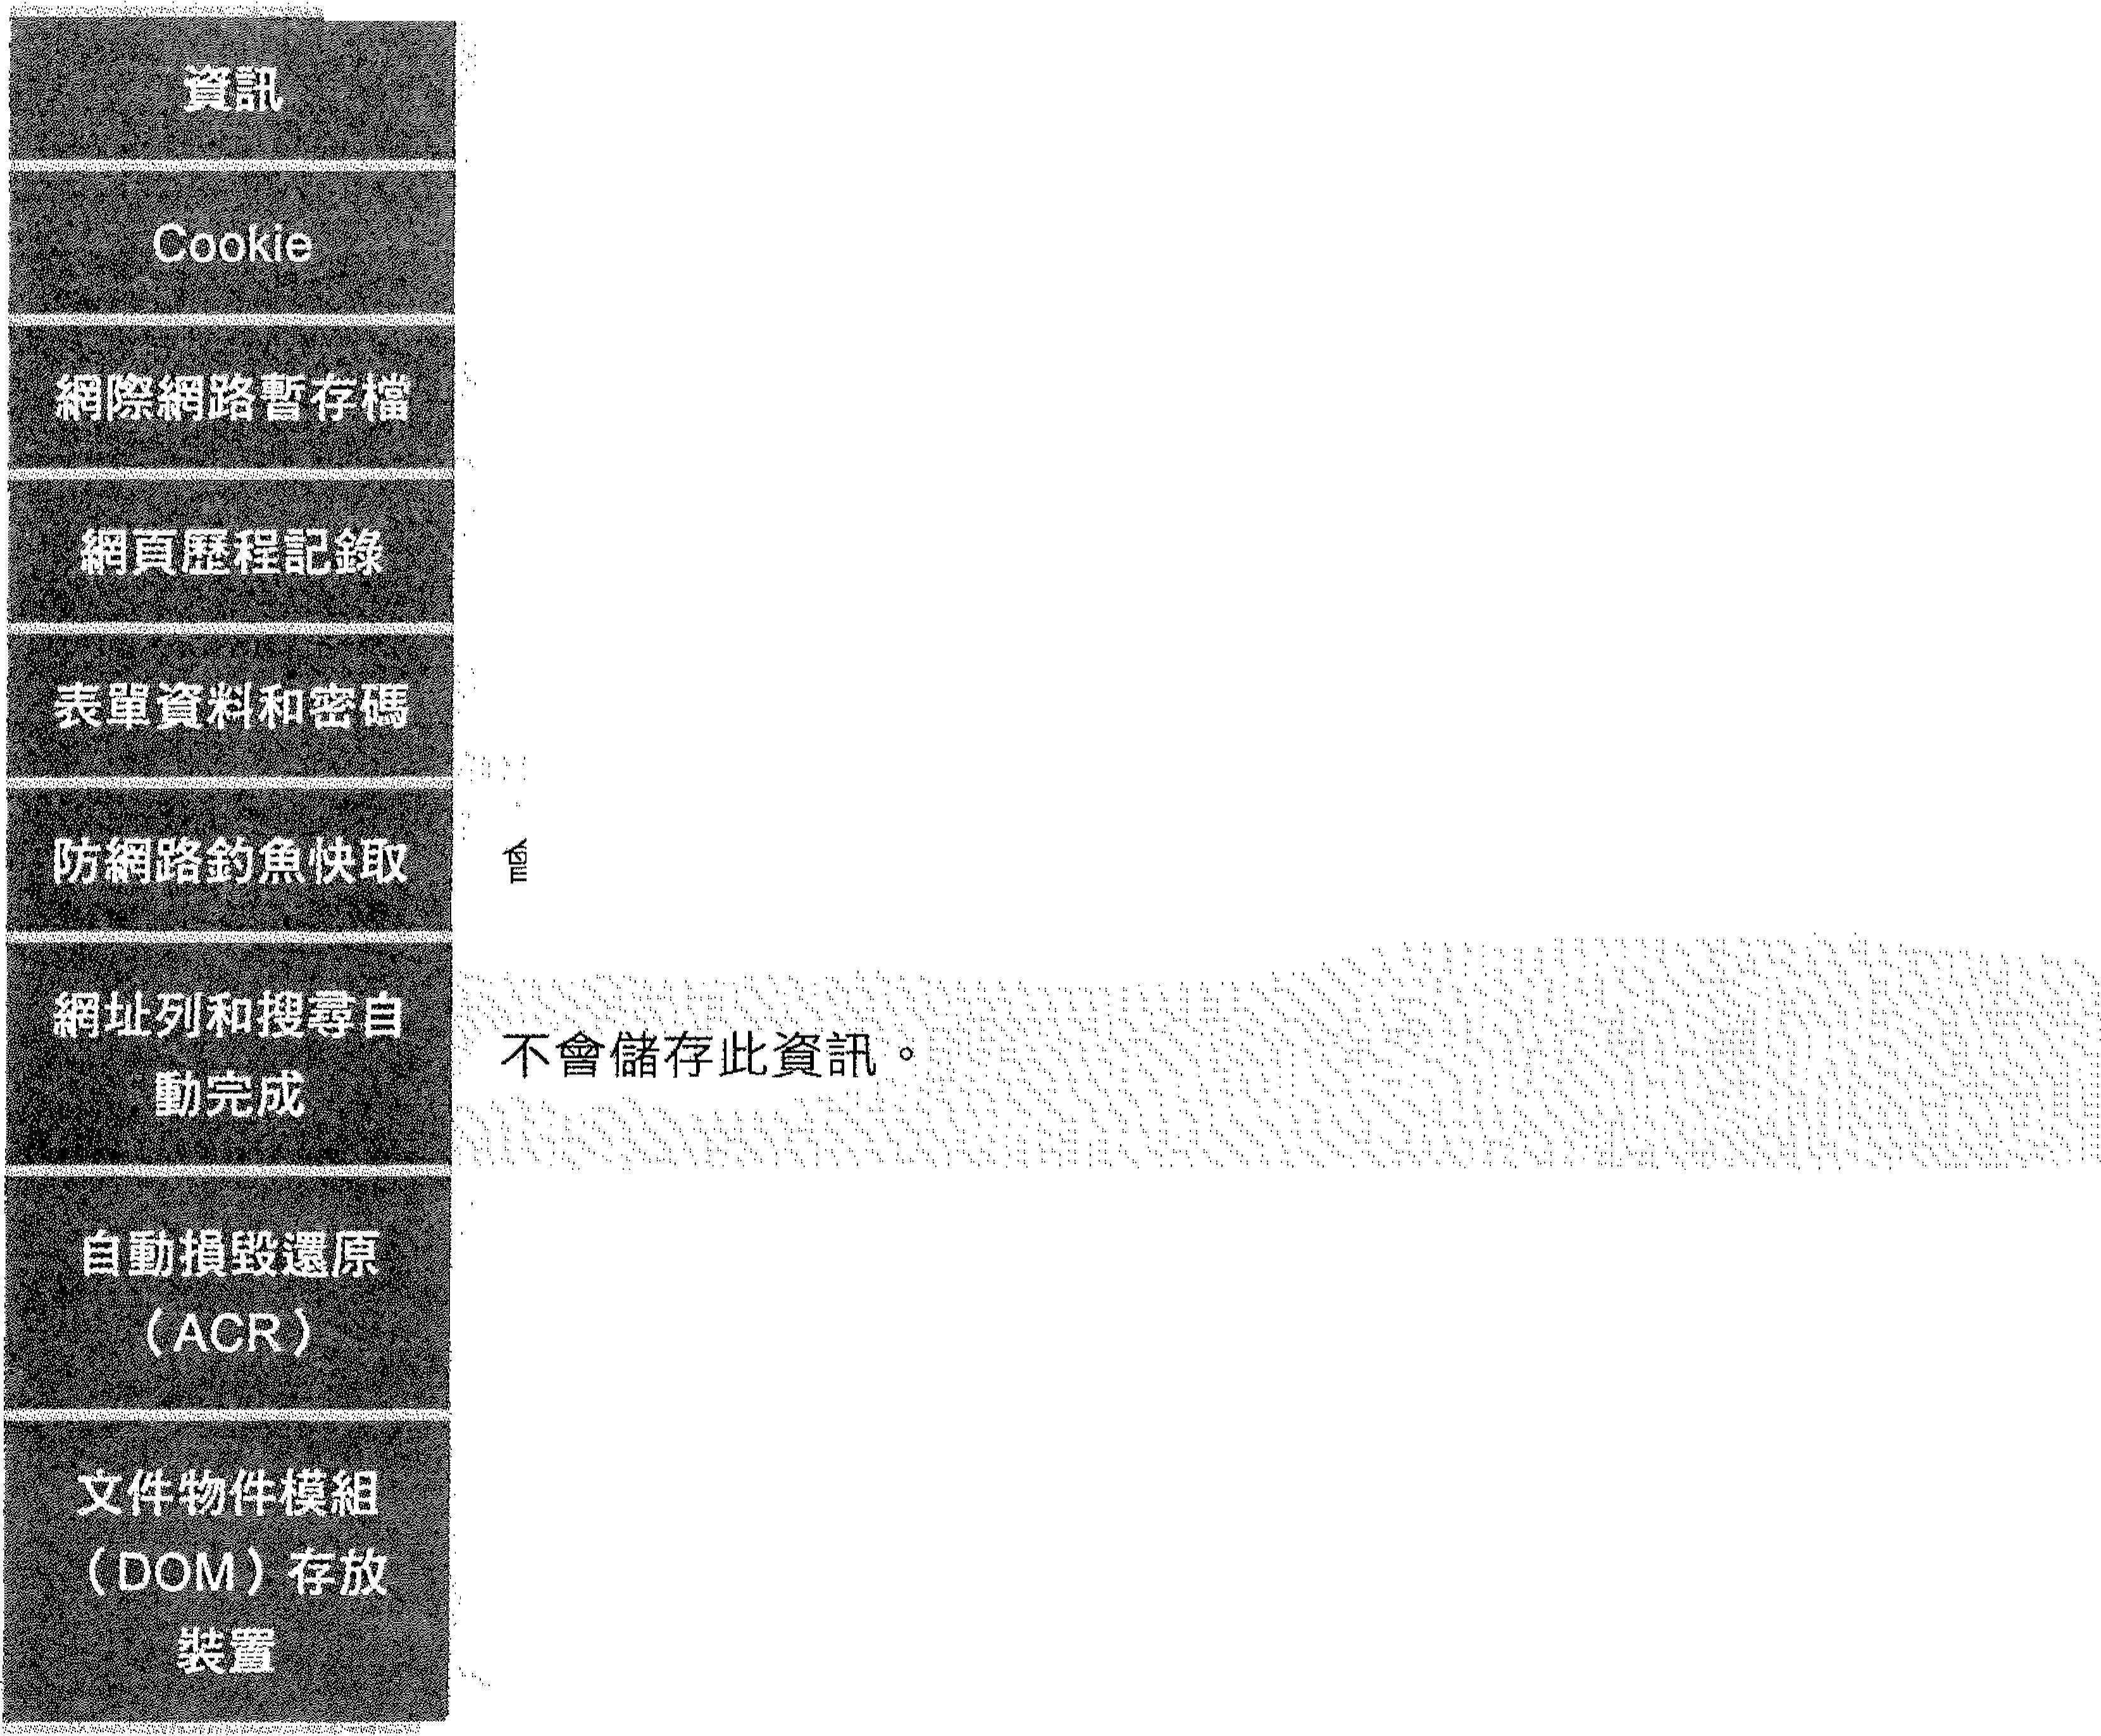 資訊
Cookie
網際網路暫存檔
網頁歷程記錄
表單資料和密碼
防網路釣魚快取
網址列和搜尋自
動完成
不會儲存此資訊。
自動損毀還原
（ACR）
文件物件模組
（DOM）存放
裝置